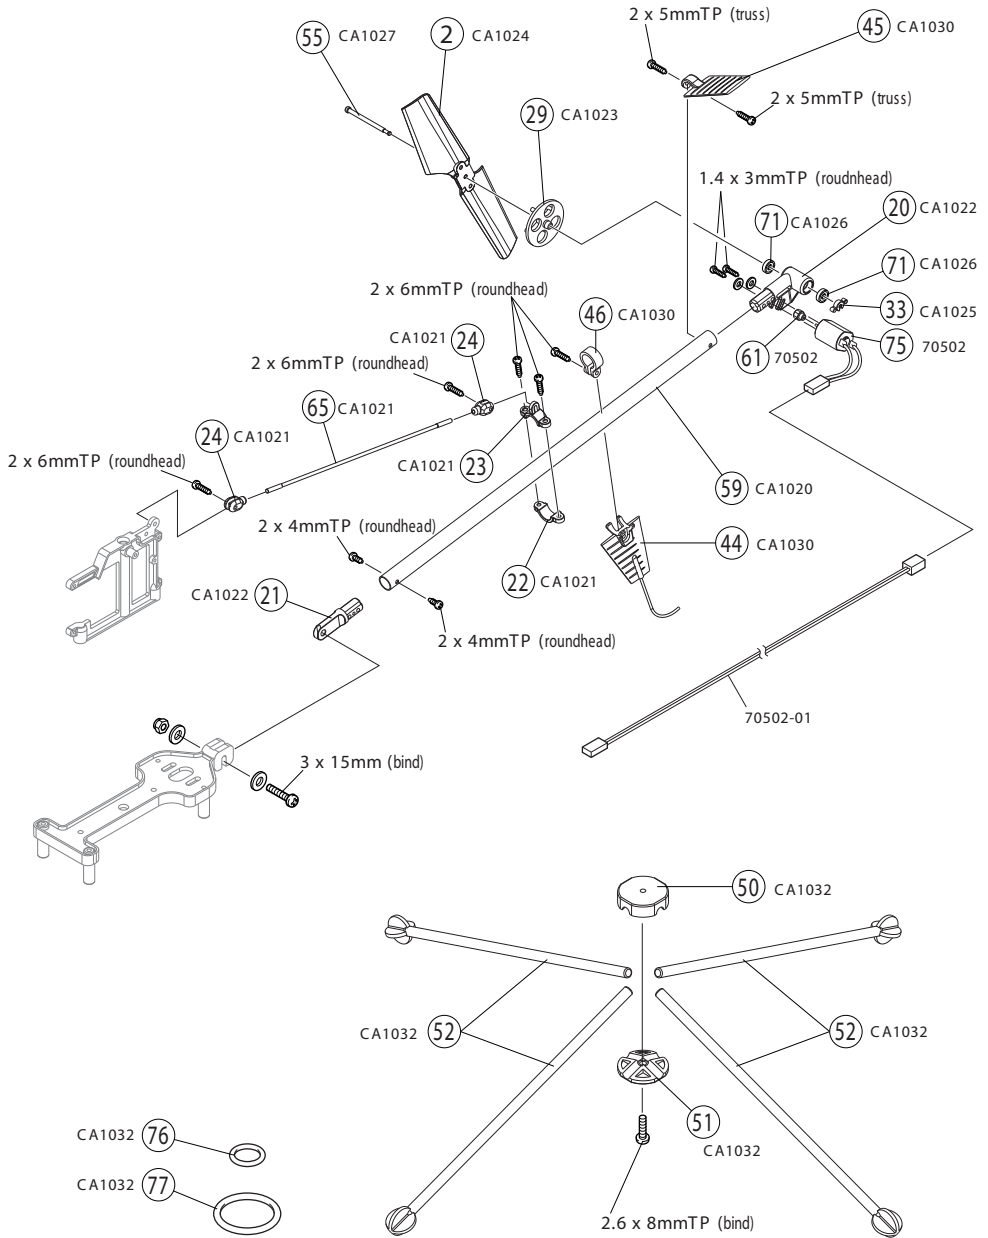 2 x 5mmTP (truss)
45 CA1030
55 CA1027
2 CA1024
2 x 5mmTP (truss)
29 CA1023
1.4 x 3mmTP (roudnhead)
20 CA1022
71 CA1026
71 CA1026
2 x 6mmTP (roundhead)
46 CA1030
33 CA1025
CA1021 24
61 70502
75 70502
2 x 6mmTP (roundhead)
65 CA1021
24 CA1021
2 x 6mmTP (roundhead)
CA1021 23
59 CA1020
2 x 4mmTP (roundhead)
44 CA1030
22 CA1021
CA1022 21
2 x 4mmTP (roundhead)
70502-01
3 x 15mm (bind)
50 CA1032
CA1032 52
52 CA1032
51
CA1032
CA1032 76
CA1032 77
2.6 x 8mmTP (bind)